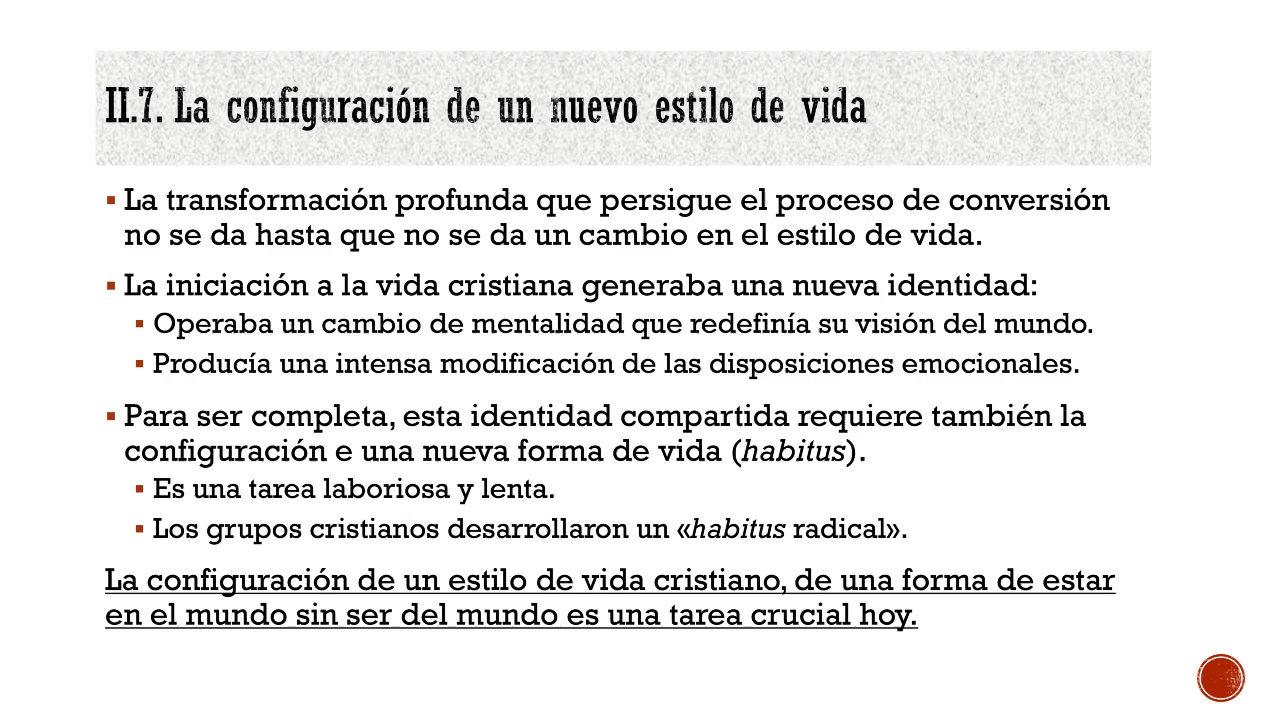 II.7. La configuración de un nuevo estilo de vida
La transformación profunda que persigue el proceso de conversión
no se da hasta que no se da un cambio en el estilo de vida.
La iniciación a la vida cristiana generaba una nueva identidad:
Operaba un cambio de mentalidad que redefinía su visión del mundo.
Producía una intensa modificación de las disposiciones emocionales.
Para ser completa, esta identidad compartida requiere también la
configuración e una nueva forma de vida (habitus).
Es una tarea laboriosa y lenta.
Los grupos cristianos desarrollaron un «habitus radical».
La configuración de un estilo de vida cristiano, de una forma de estar
en el mundo sin ser del mundo es una tarea crucial hoy.